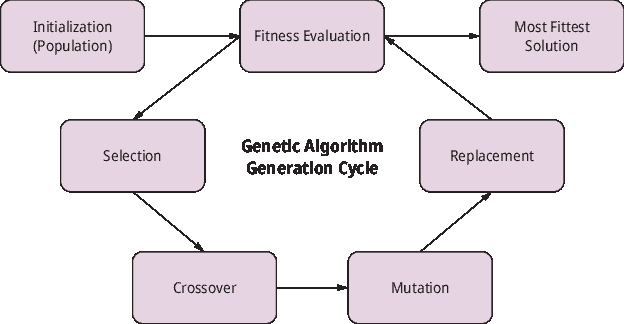 Initialization
(Population)
Fitness Evaluation
Most Fittest
Solution
Selection
Genetic Algorithm
Generation Cycle
Replacement
Crossover
Mutation